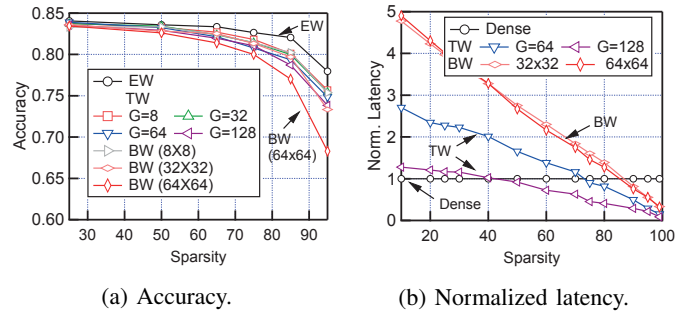 0.85
0.80
0.75
0.70
0.65
0.60
Accuracy
EW
EW
TW
G=8 G=32
G=64 G=128
BW (8X8)
BW (32X32)
BW (64X64)
BW
(64x64)
30 40 50 60 70 80 90
Sparsity
(a) Accuracy.
5
4
3
2
1
0
Norm. Latency
Dense
TW G=64 G=128
BW 32x32 64x64
BW
TW
Dense
20 40 60 80 100
Sparsity
(b) Normalized latency.